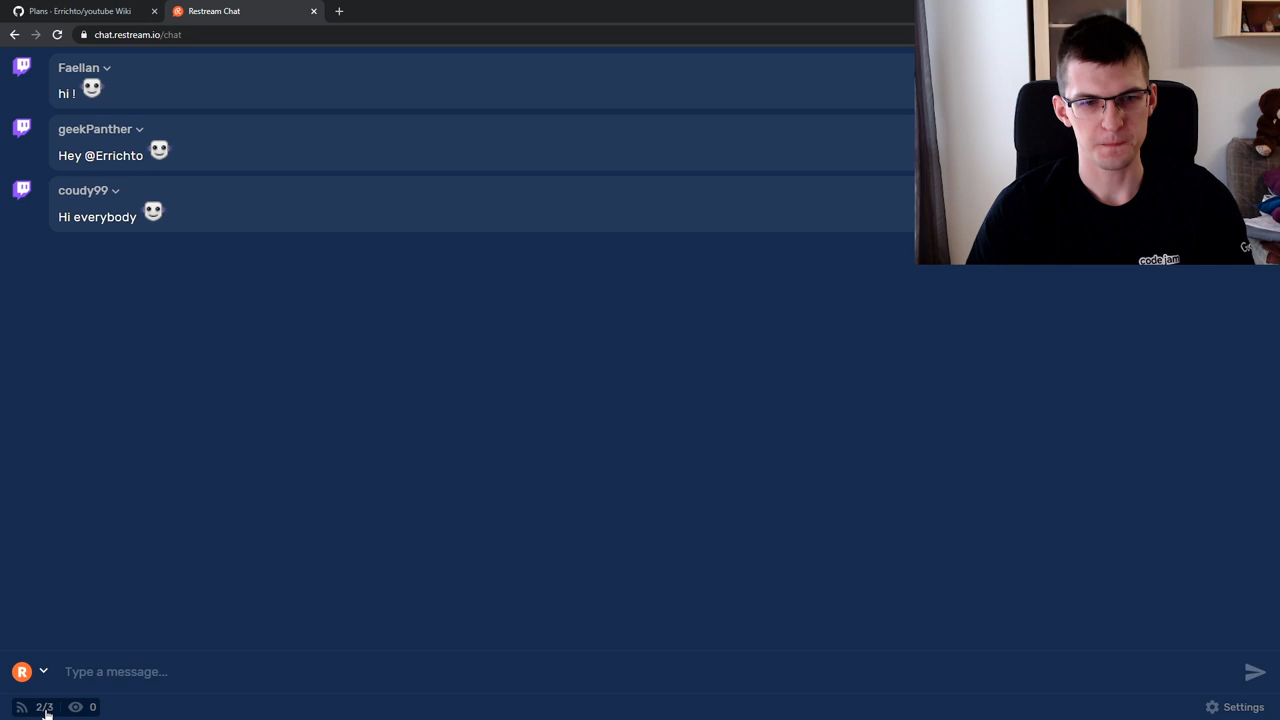 Plans · Errichto/youtube Wiki
Restream Chat
chat.restream.io/chat
Faellan
hi !
geekPanther
Hey @Errichto
coudy99
Hi everybody
code jam
R
Type a message...
2/3
0
Settings